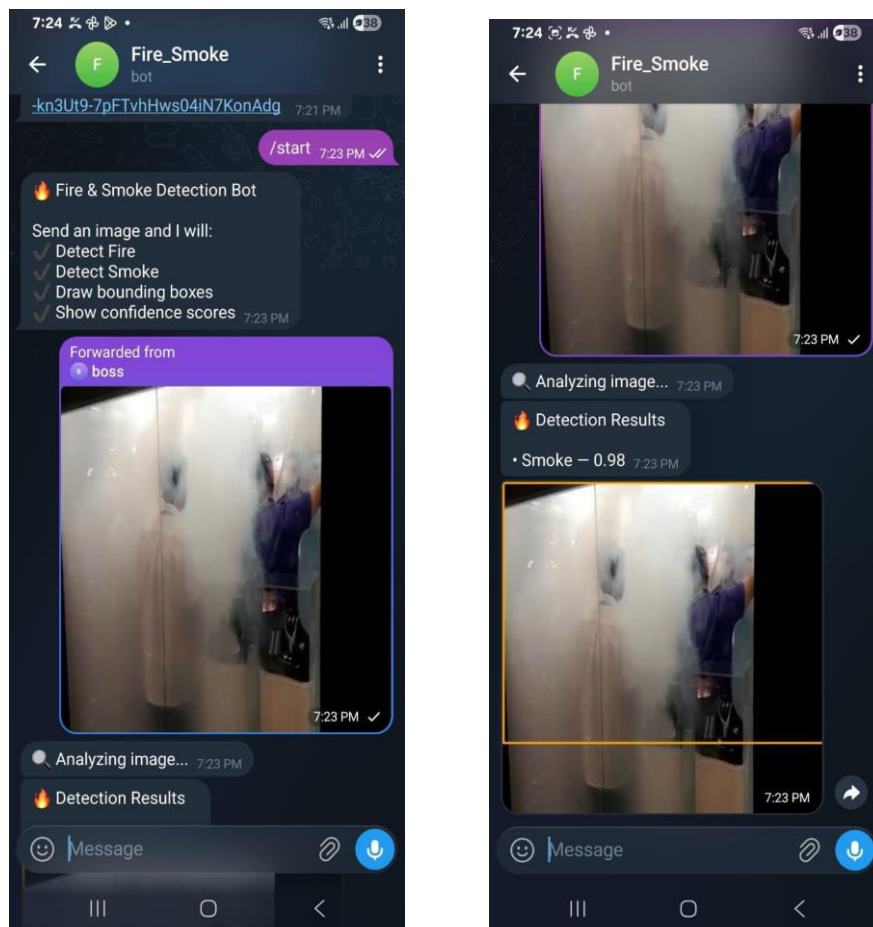 7:24
38
Fire_Smoke
bot
-kn3Ut9-7pFTvhHws04iN7KonAdg 7:21 PM
/start 7:23 PM
🔥 Fire & Smoke Detection Bot
Send an image and I will:
✔ Detect Fire
✔ Detect Smoke
✔ Draw bounding boxes
✔ Show confidence scores 7:23 PM
Forwarded from
boss
7:23 PM
🔍 Analyzing image... 7:23 PM
🔥 Detection Results
Message
7:24
38
F
Fire_Smoke
bot
7:23 PM
🔍 Analyzing image... 7:23 PM
🔥 Detection Results
• Smoke — 0.98 7:23 PM
7:23 PM
Message